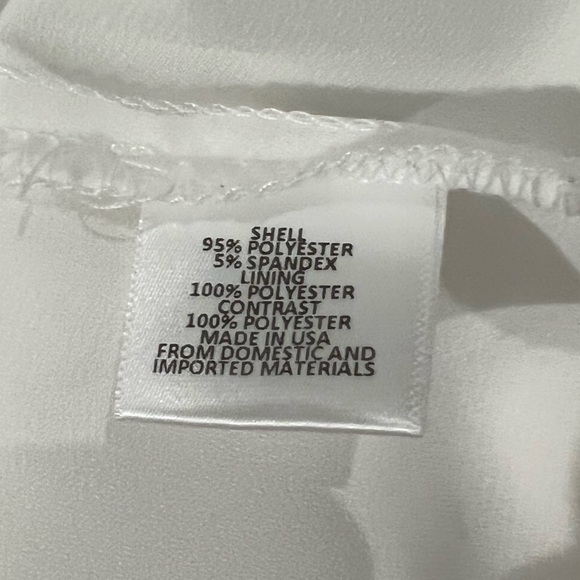 SHELL
95% POLYESTER
5% SPANDEX
LINING
100% POLYESTER
CONTRAST
100% POLYESTER
MADE IN USA
FROM DOMESTIC AND
IMPORTED MATERIALS